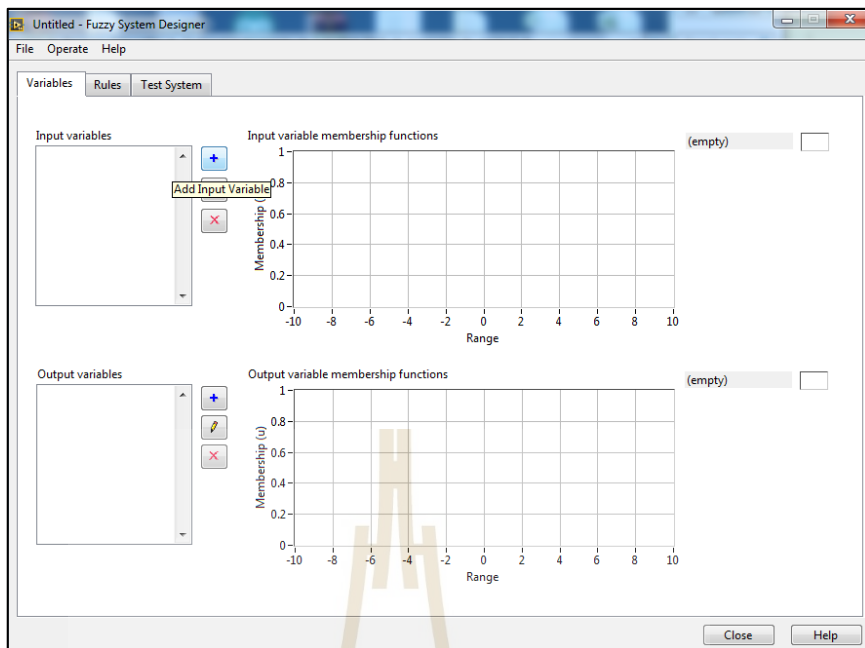 Untitled - Fuzzy System Designer
File Operate Help
Variables Rules Test System
Input variables
Add Input Variable
Input variable membership functions
Membership (
1
0.8
0.6
0.4
0.2
0
-10 -8 -6 -4 -2 0 2 4 6 8 10
Range
(empty)
Output variables
Output variable membership functions
Membership (u)
1
0.8
0.6
0.4
0.2
0
-10 -8 -6 -4 -2 0 2 4 6 8 10
Range
(empty)
Close Help